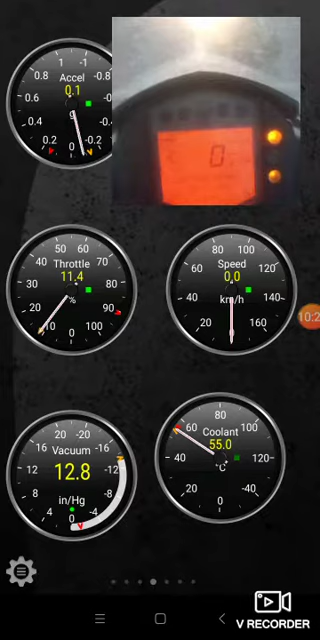 1 -1
0.8 -0.8
Accel
0.6 0.1
g
0.4
0.2 -0.2
0
0
50 60
40 70
Throttle
30 11.4 80
%
20 90
10 100
0
80 100
60 120
Speed
0.0
40 km/h 140
20 160
0
10:2
20 -20
16 -16
Vacuum
12 12.8 -12
8 in/Hg -8
4 -4
0
80
60 100
Coolant
40 55.0 120
°C
20 -40
0
V RECORDER